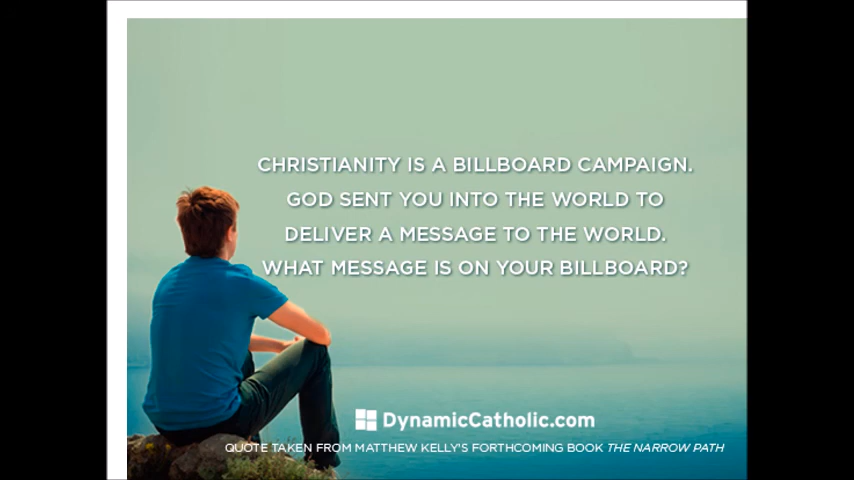 CHRISTIANITY IS A BILLBOARD CAMPAIGN.
GOD SENT YOU INTO THE WORLD TO
DELIVER A MESSAGE TO THE WORLD.
WHAT MESSAGE IS ON YOUR BILLBOARD?
DynamicCatholic.com
QUOTE TAKEN FROM MATTHEW KELLY'S FORTHCOMING BOOK THE NARROW PATH